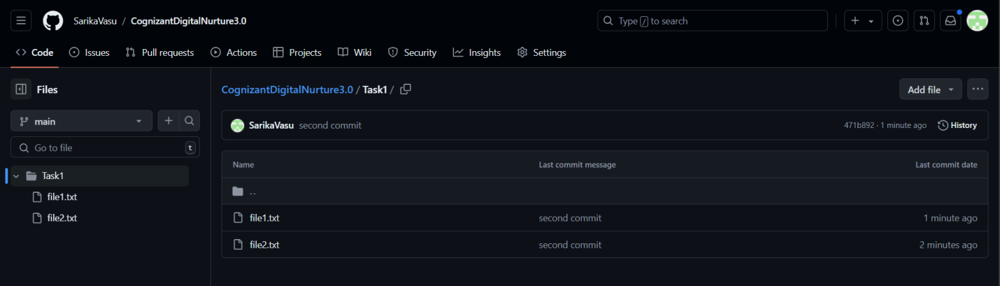 SarikaVasu / CognizantDigitalNurture3.0
Type / to search
Code Issues Pull requests Actions Projects Wiki Security Insights Settings
Files
main
Go to file t
Task1
file1.txt
file2.txt
CognizantDigitalNurture3.0 / Task1 /
Add file
SarikaVasu second commit 471b892 · 1 minute ago History
Name Last commit message Last commit date
..
file1.txt second commit 1 minute ago
file2.txt second commit 2 minutes ago